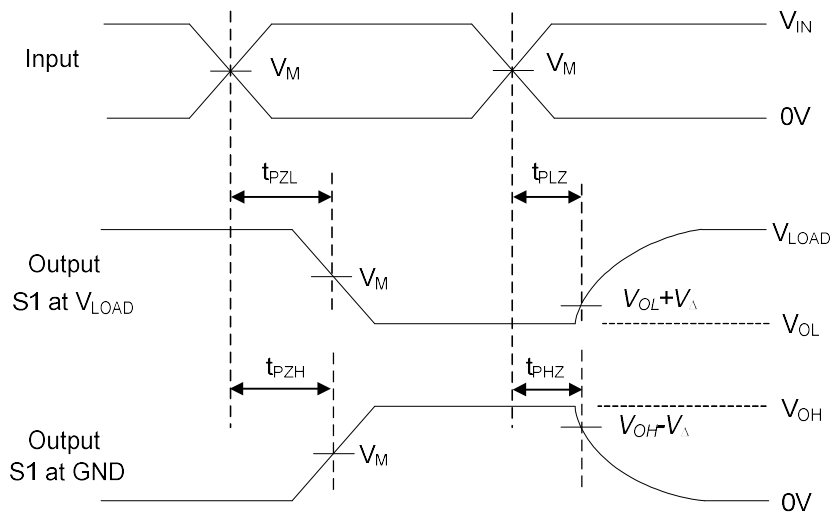 V_IN
Input
V_M
V_M
0V
t_PZL
t_PLZ
V_LOAD
Output
S1 at V_LOAD
V_M
V_OL+V_Δ
V_OL
t_PZH
t_PHZ
V_OH
V_OH-V_Δ
Output
S1 at GND
V_M
0V